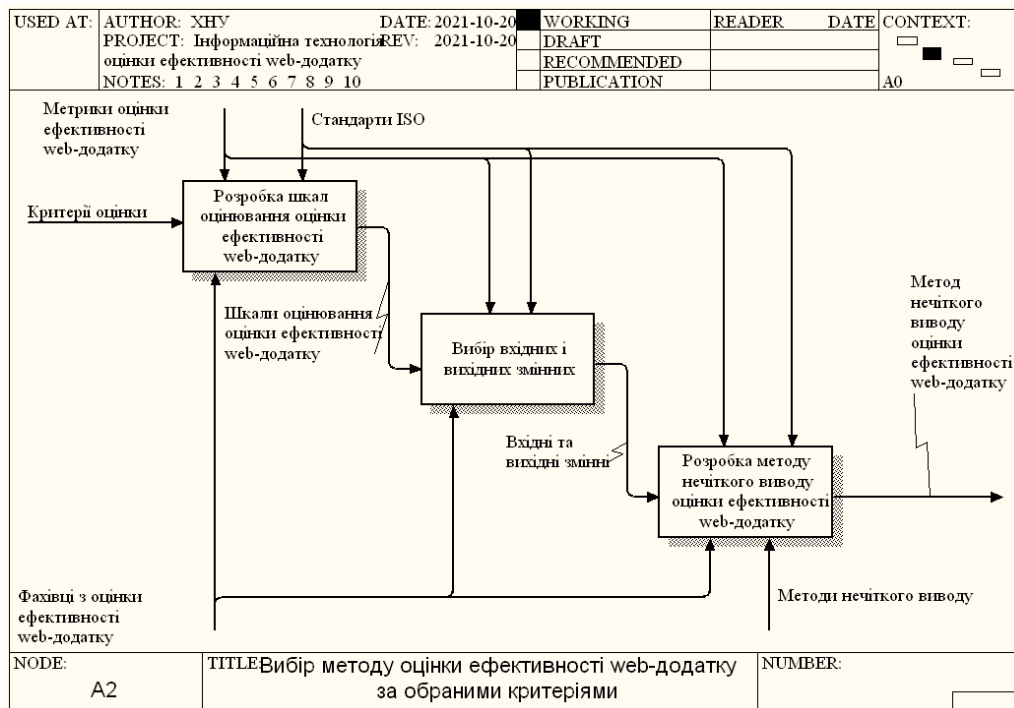 USED AT:
AUTHOR: ХНУ
DATE: 2021-10-20
PROJECT: Інформаційна технологія
REV: 2021-10-20
оцінки ефективності web-додатку
NOTES: 1 2 3 4 5 6 7 8 9 10
WORKING
DRAFT
RECOMMENDED
PUBLICATION
READER
DATE
CONTEXT:
A0
Метрики оцінки
ефективності
web-додатку
Стандарти ISO
Критерії оцінки
Розробка шкал
оцінювання оцінки
ефективності
web-додатку
Шкали оцінювання
оцінки ефективності
web-додатку
Вибір вхідних і
вихідних змінних
Метод
нечіткого
виводу
оцінки
ефективності
web-додатку
Вхідні та
вихідні змінні
Розробка методу
нечіткого виводу
оцінки ефективності
web-додатку
Фахівці з оцінки
ефективності
web-додатку
Методи нечіткого виводу
NODE:
A2
TITLE:
Вибір методу оцінки ефективності web-додатку
за обраними критеріями
NUMBER: